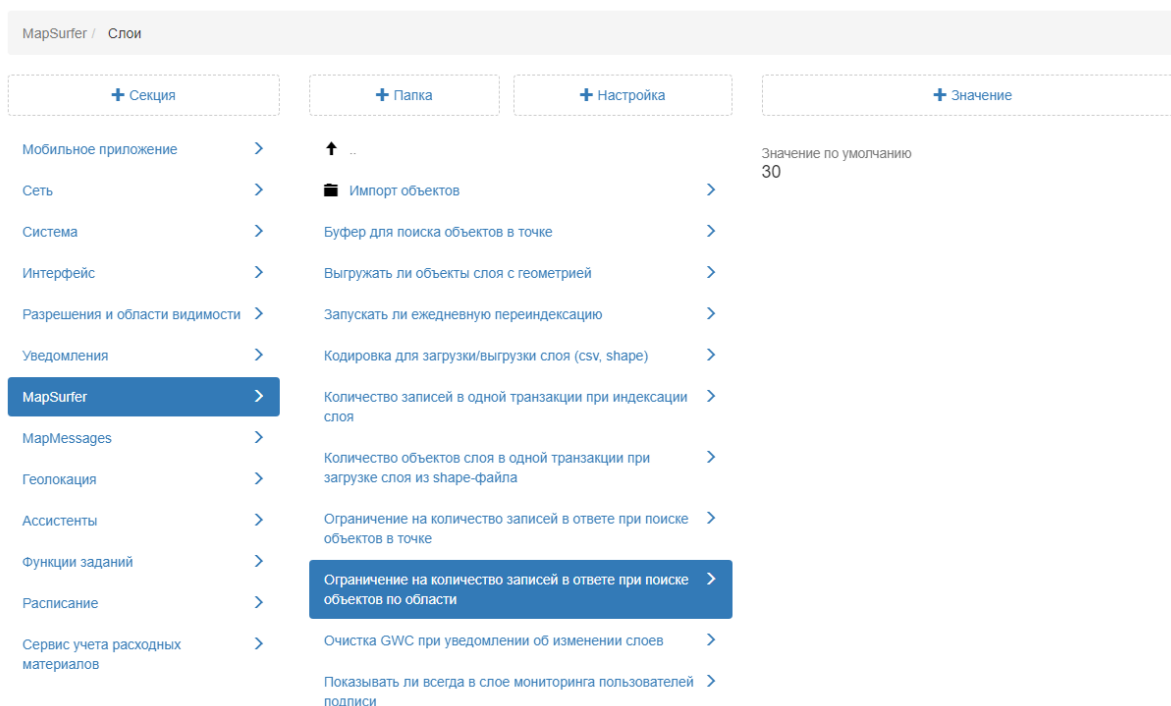 MapSurfer / Слои
+ Секция
Мобильное приложение
Сеть
Система
Интерфейс
Разрешения и области видимости
Уведомления
MapSurfer
MapMessages
Геолокация
Ассистенты
Функции заданий
Расписание
Сервис учета расходных
материалов
+ Папка
+ Настройка
..
Импорт объектов
Буфер для поиска объектов в точке
Выгружать ли объекты слоя с геометрией
Запускать ли ежедневную переиндексацию
Кодировка для загрузки/выгрузки слоя (csv, shape)
Количество записей в одной транзакции при индексации
слоя
Количество объектов слоя в одной транзакции при
загрузке слоя из shape-файла
Ограничение на количество записей в ответе при поиске
объектов в точке
Ограничение на количество записей в ответе при поиске
объектов по области
Очистка GWC при уведомлении об изменении слоев
Показывать ли всегда в слое мониторинга пользователей
подписи
+ Значение
Значение по умолчанию
30